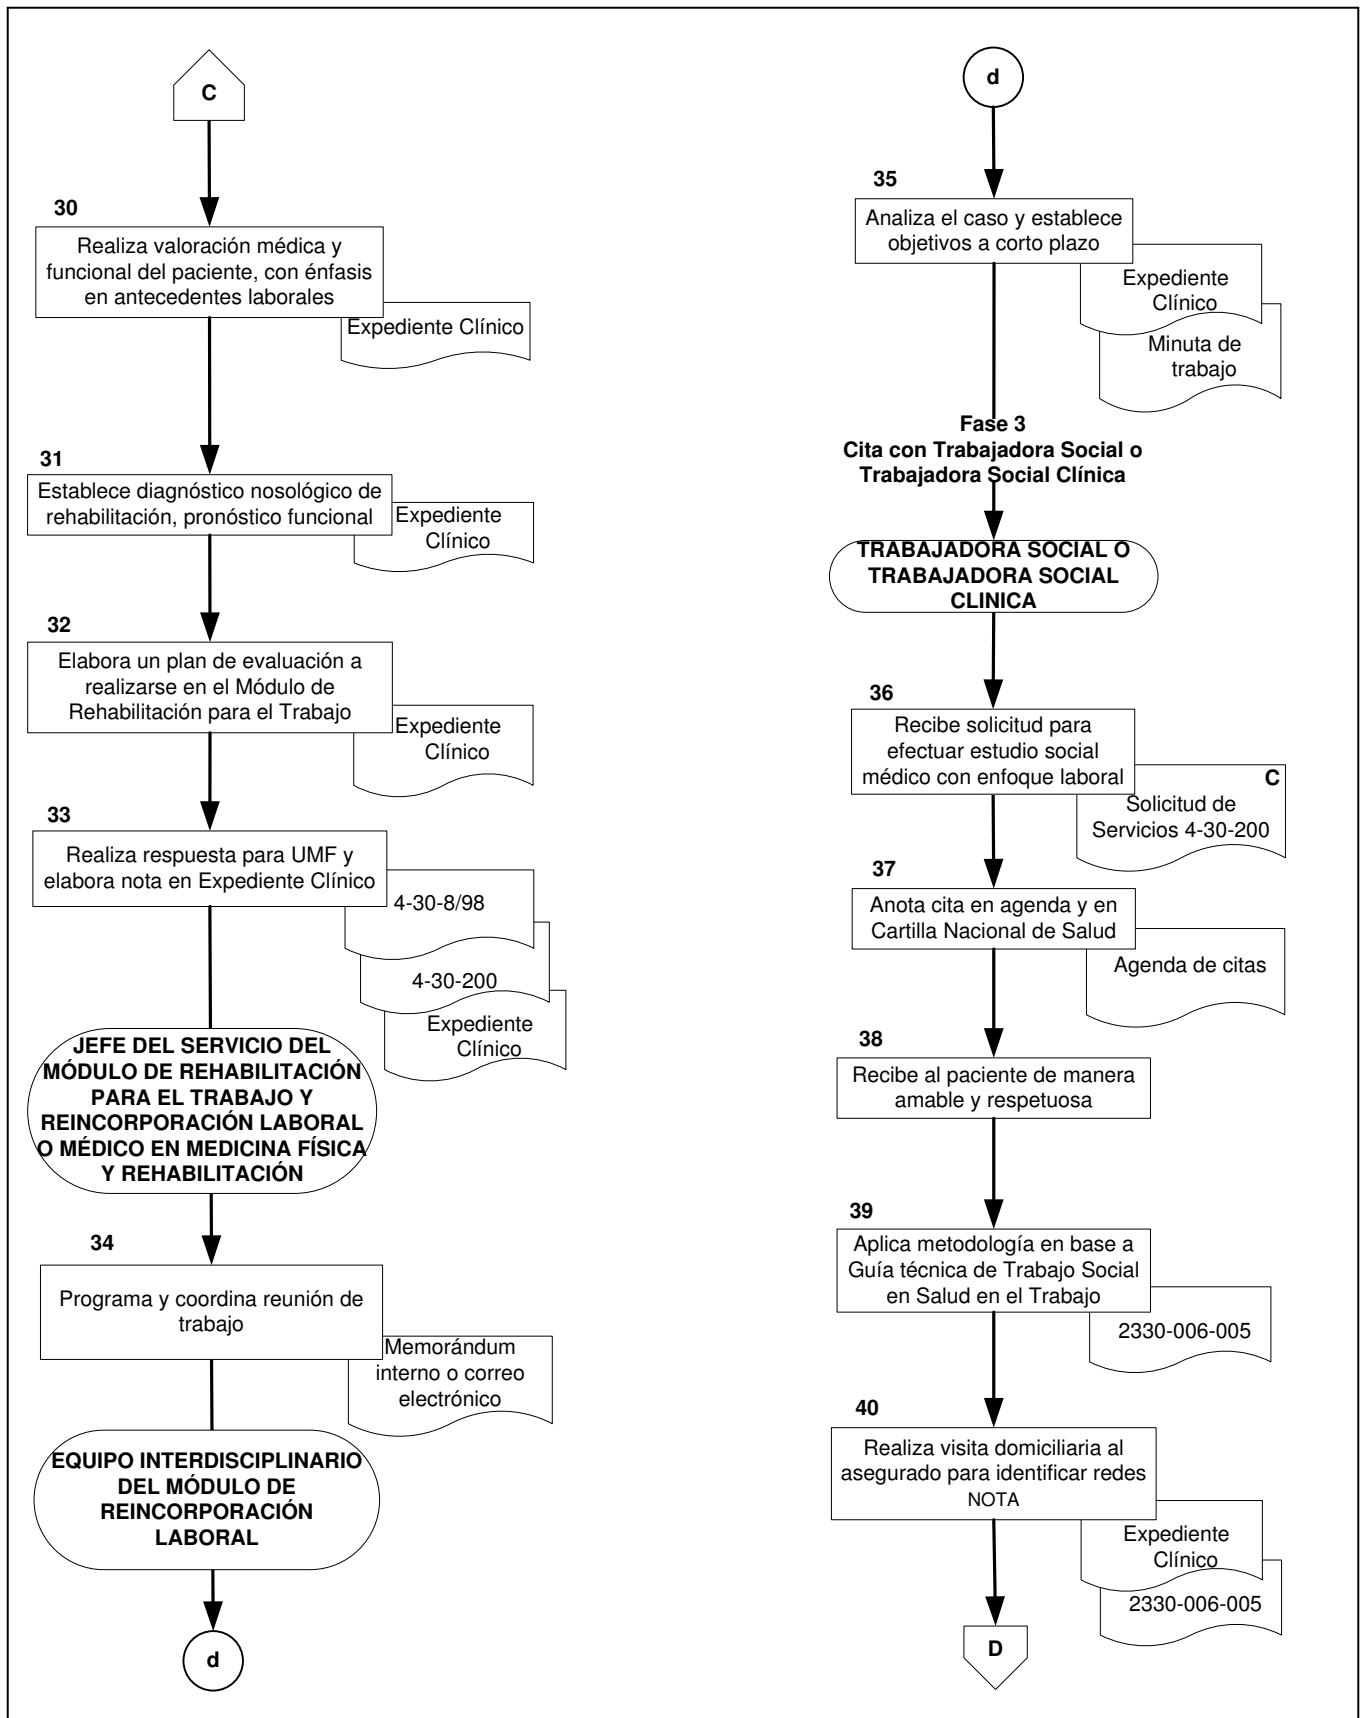 C
30
Realiza valoración médica y
funcional del paciente, con énfasis
en antecedentes laborales
Expediente Clínico
31
Establece diagnóstico nosológico de
rehabilitación, pronóstico funcional
Expediente
Clínico
32
Elabora un plan de evaluación a
realizarse en el Módulo de
Rehabilitación para el Trabajo
Expediente
Clínico
33
Realiza respuesta para UMF y
elabora nota en Expediente Clínico
4-30-8/98
4-30-200
Expediente
Clínico
JEFE DEL SERVICIO DEL
MÓDULO DE REHABILITACIÓN
PARA EL TRABAJO Y
REINCORPORACIÓN LABORAL
O MÉDICO EN MEDICINA FÍSICA
Y REHABILITACIÓN
34
Programa y coordina reunión de
trabajo
Memorándum
interno o correo
electrónico
EQUIPO INTERDISCIPLINARIO
DEL MÓDULO DE
REINCORPORACIÓN
LABORAL
d
d
35
Analiza el caso y establece
objetivos a corto plazo
Expediente
Clínico
Minuta de
trabajo
Fase 3
Cita con Trabajadora Social o
Trabajadora Social Clínica
TRABAJADORA SOCIAL O
TRABAJADORA SOCIAL
CLINICA
36
Recibe solicitud para
efectuar estudio social
médico con enfoque laboral
C
Solicitud de
Servicios 4-30-200
37
Anota cita en agenda y en
Cartilla Nacional de Salud
Agenda de citas
38
Recibe al paciente de manera
amable y respetuosa
39
Aplica metodología en base a
Guía técnica de Trabajo Social
en Salud en el Trabajo
2330-006-005
40
Realiza visita domiciliaria al
asegurado para identificar redes
NOTA
Expediente
Clínico
2330-006-005
D